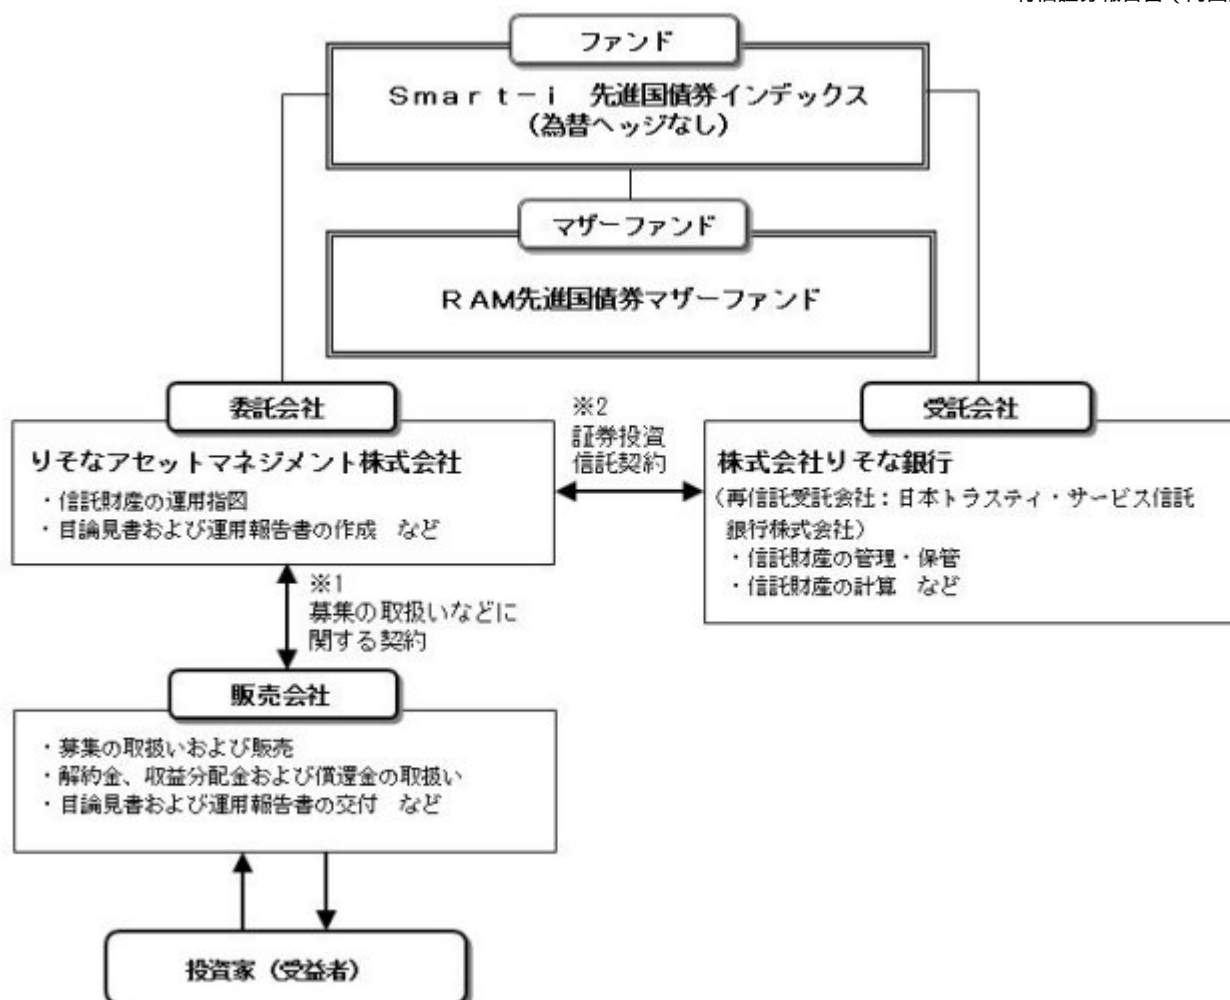 ファンド
Smart-i 先進国債券インデックス
(為替ヘッジなし)
マザーファンド
RAM先進国債券マザーファンド
委託会社
りそなアセットマネジメント株式会社
・信託財産の運用指図
・目論見書および運用報告書の作成 など
※2
証券投資
信託契約
受託会社
株式会社りそな銀行
(再信託受託会社:日本トラスティ・サービス信託
銀行株式会社)
・信託財産の管理・保管
・信託財産の計算 など
※1
募集の取扱いなどに
関する契約
販売会社
・募集の取扱いおよび販売
・解約金、収益分配金および償還金の取扱い
・目論見書および運用報告書の交付 など
投資家(受益者)